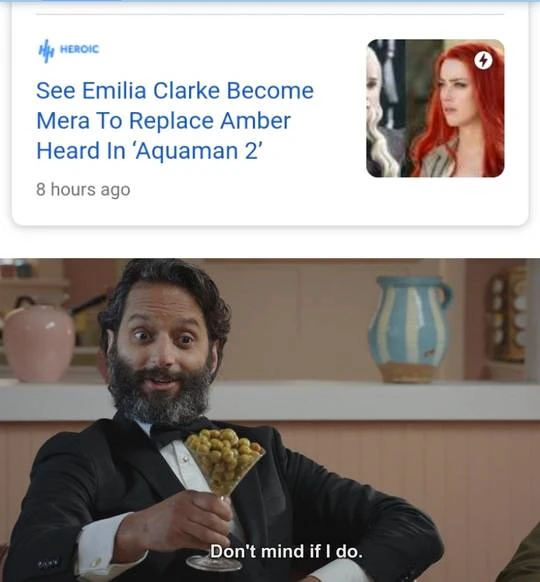 HEROIC
See Emilia Clarke Become
Mera To Replace Amber
Heard In ‘Aquaman 2’
8 hours ago
Don't mind if I do.